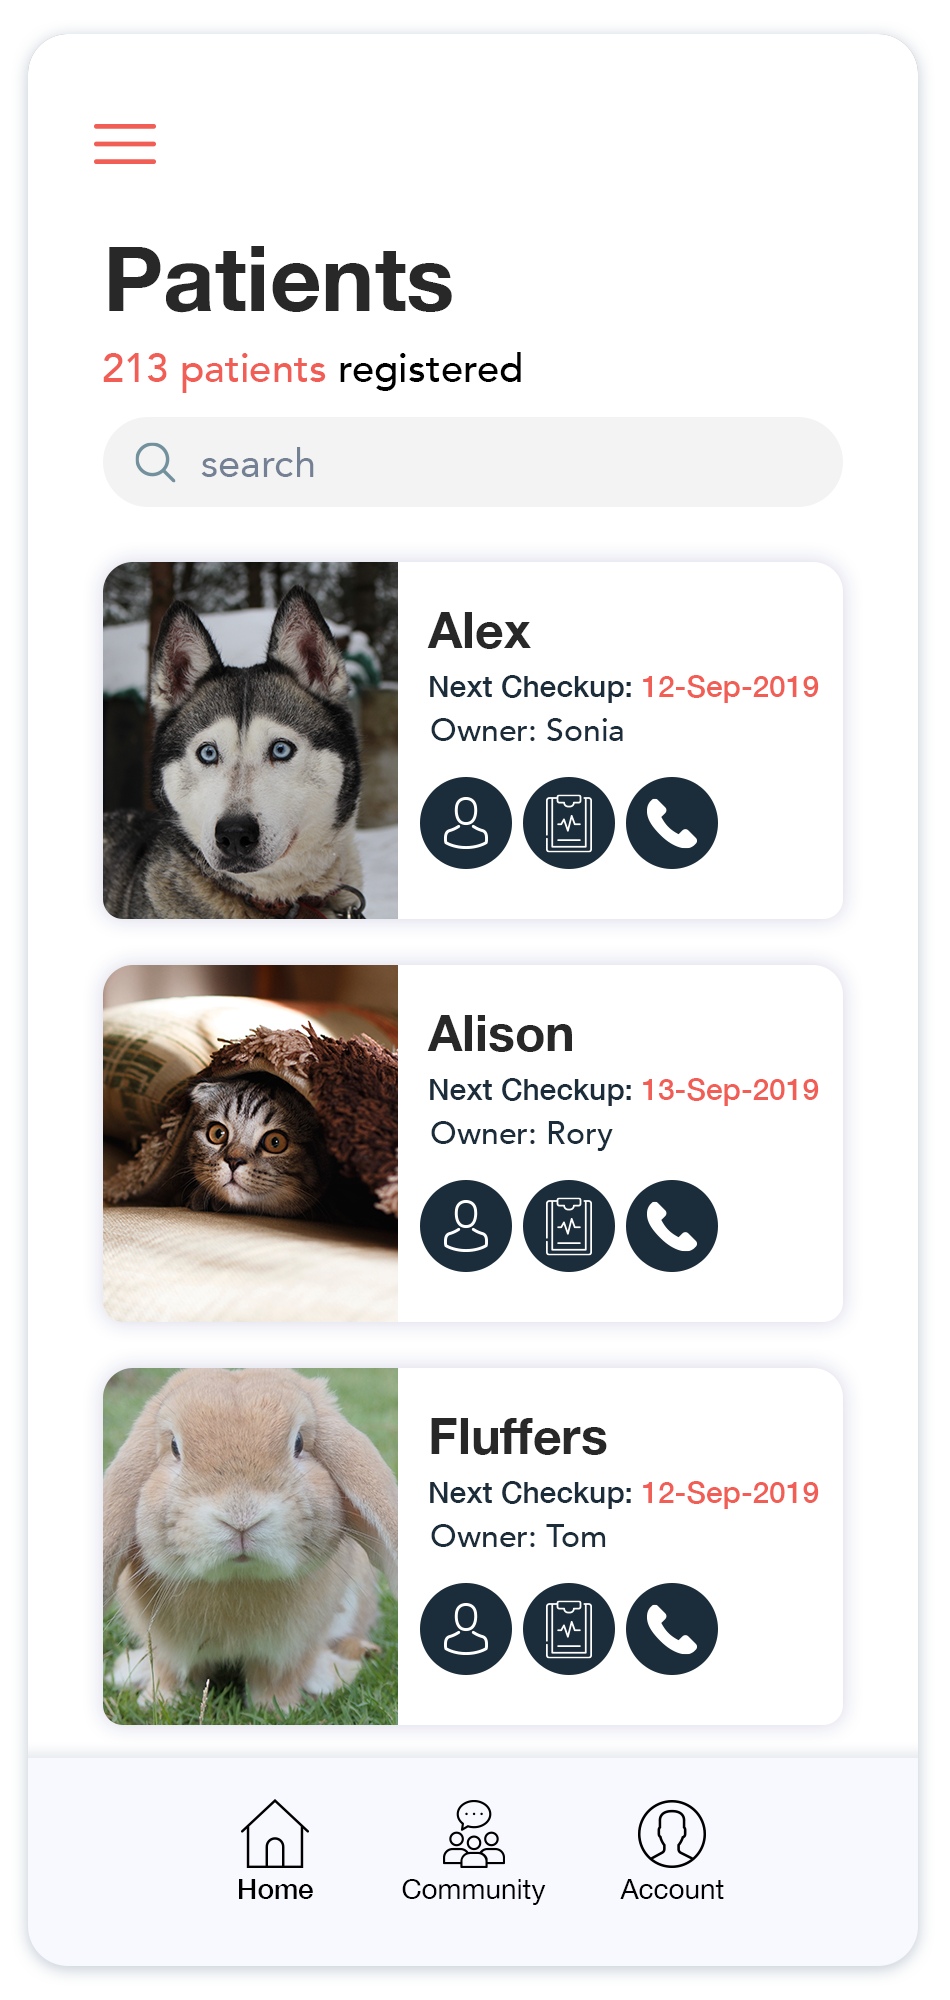 Patients
213 patients registered
search
Alex
Next Checkup: 12-Sep-2019
Owner: Sonia
Alison
Next Checkup: 13-Sep-2019
Owner: Rory
Fluffers
Next Checkup: 12-Sep-2019
Owner: Tom
Home Community Account